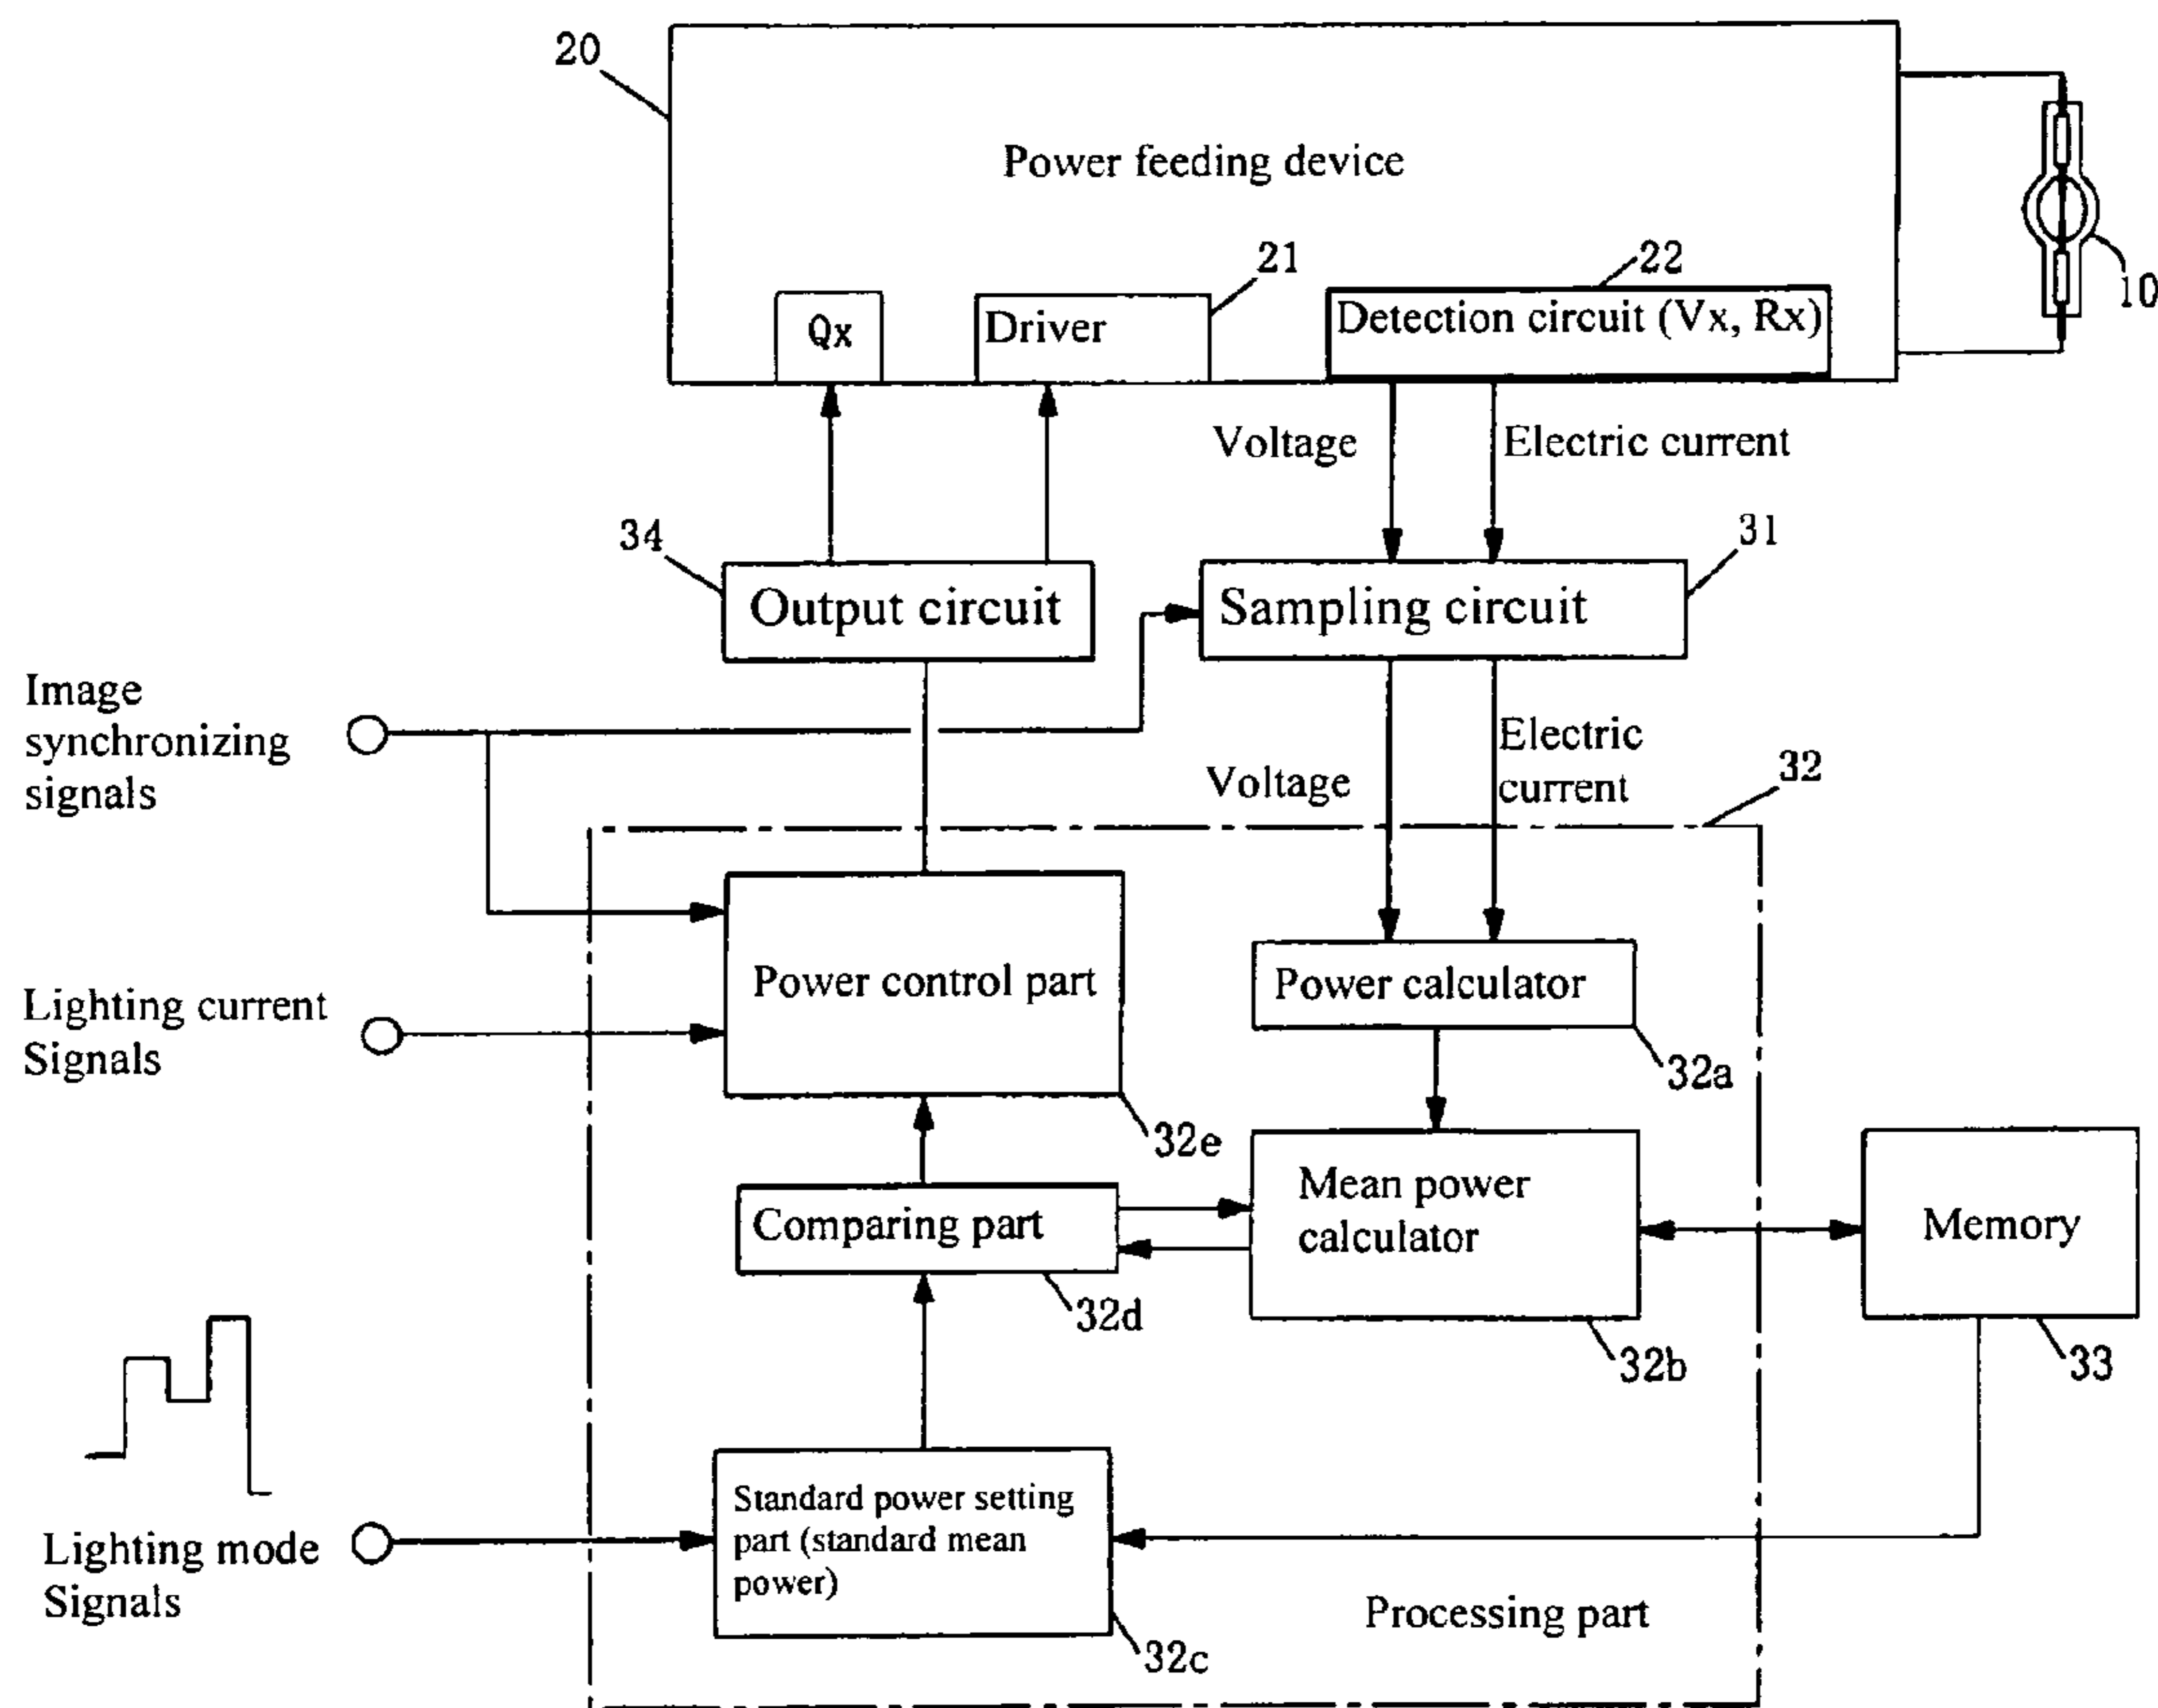 20
Power feeding device
10
Qx
Driver
21
22
Detection circuit (Vx, Rx)
Voltage
Electric current
34
Output circuit
31
Sampling circuit
Image
synchronizing
signals
Voltage
Electric
current
32
Power control part
Power calculator
32a
Lighting current
Signals
32e
Mean power
calculator
Memory
Comparing part
32d
32b
33
Standard power setting
part (standard mean
power)
Lighting mode
Signals
32c
Processing part